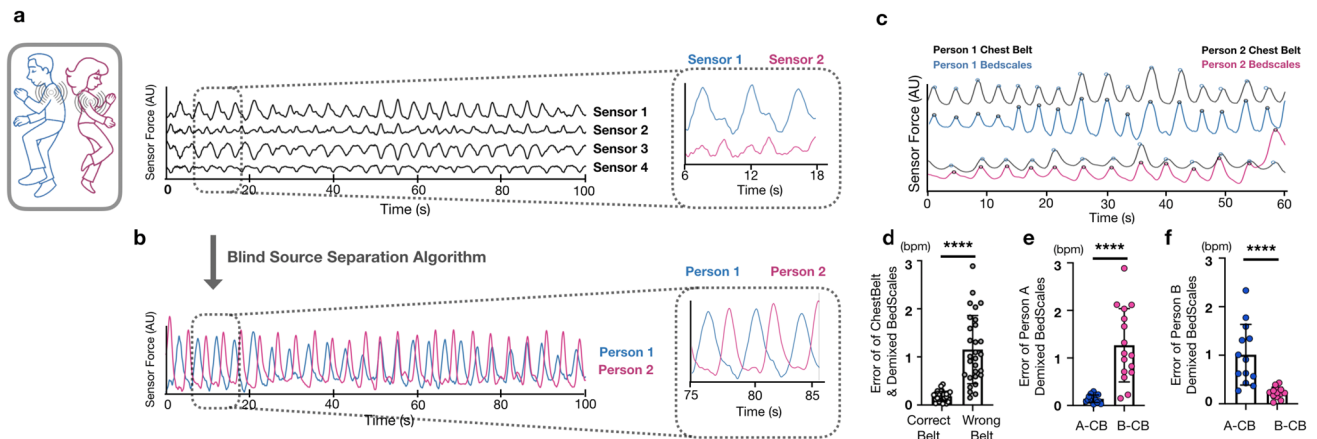 a
Sensor Force (AU)
Sensor 1
Sensor 2
Sensor 3
Sensor 4
0 20 40 60 80 100
Time (s)
Sensor 1 Sensor 2
6 12 18
Time (s)
b
Blind Source Separation Algorithm
Sensor Force (AU)
Person 1
Person 2
0 20 40 60 80 100
Time (s)
Person 1 Person 2
75 80 85
Time (s)
c
Person 1 Chest Belt
Person 1 Bedscales
Person 2 Chest Belt
Person 2 Bedscales
Sensor Force (AU)
0 10 20 30 40 50 60
Time (s)
d
(bpm)
****
Error of of ChestBelt
& Demixed BedScales
3
2
1
0
Correct
Belt
Wrong
Belt
e
(bpm)
****
Error of Person A
Demixed BedScales
3
2
1
0
A-CB B-CB
f
(bpm)
****
Error of Person B
Demixed BedScales
3
2
1
0
A-CB B-CB